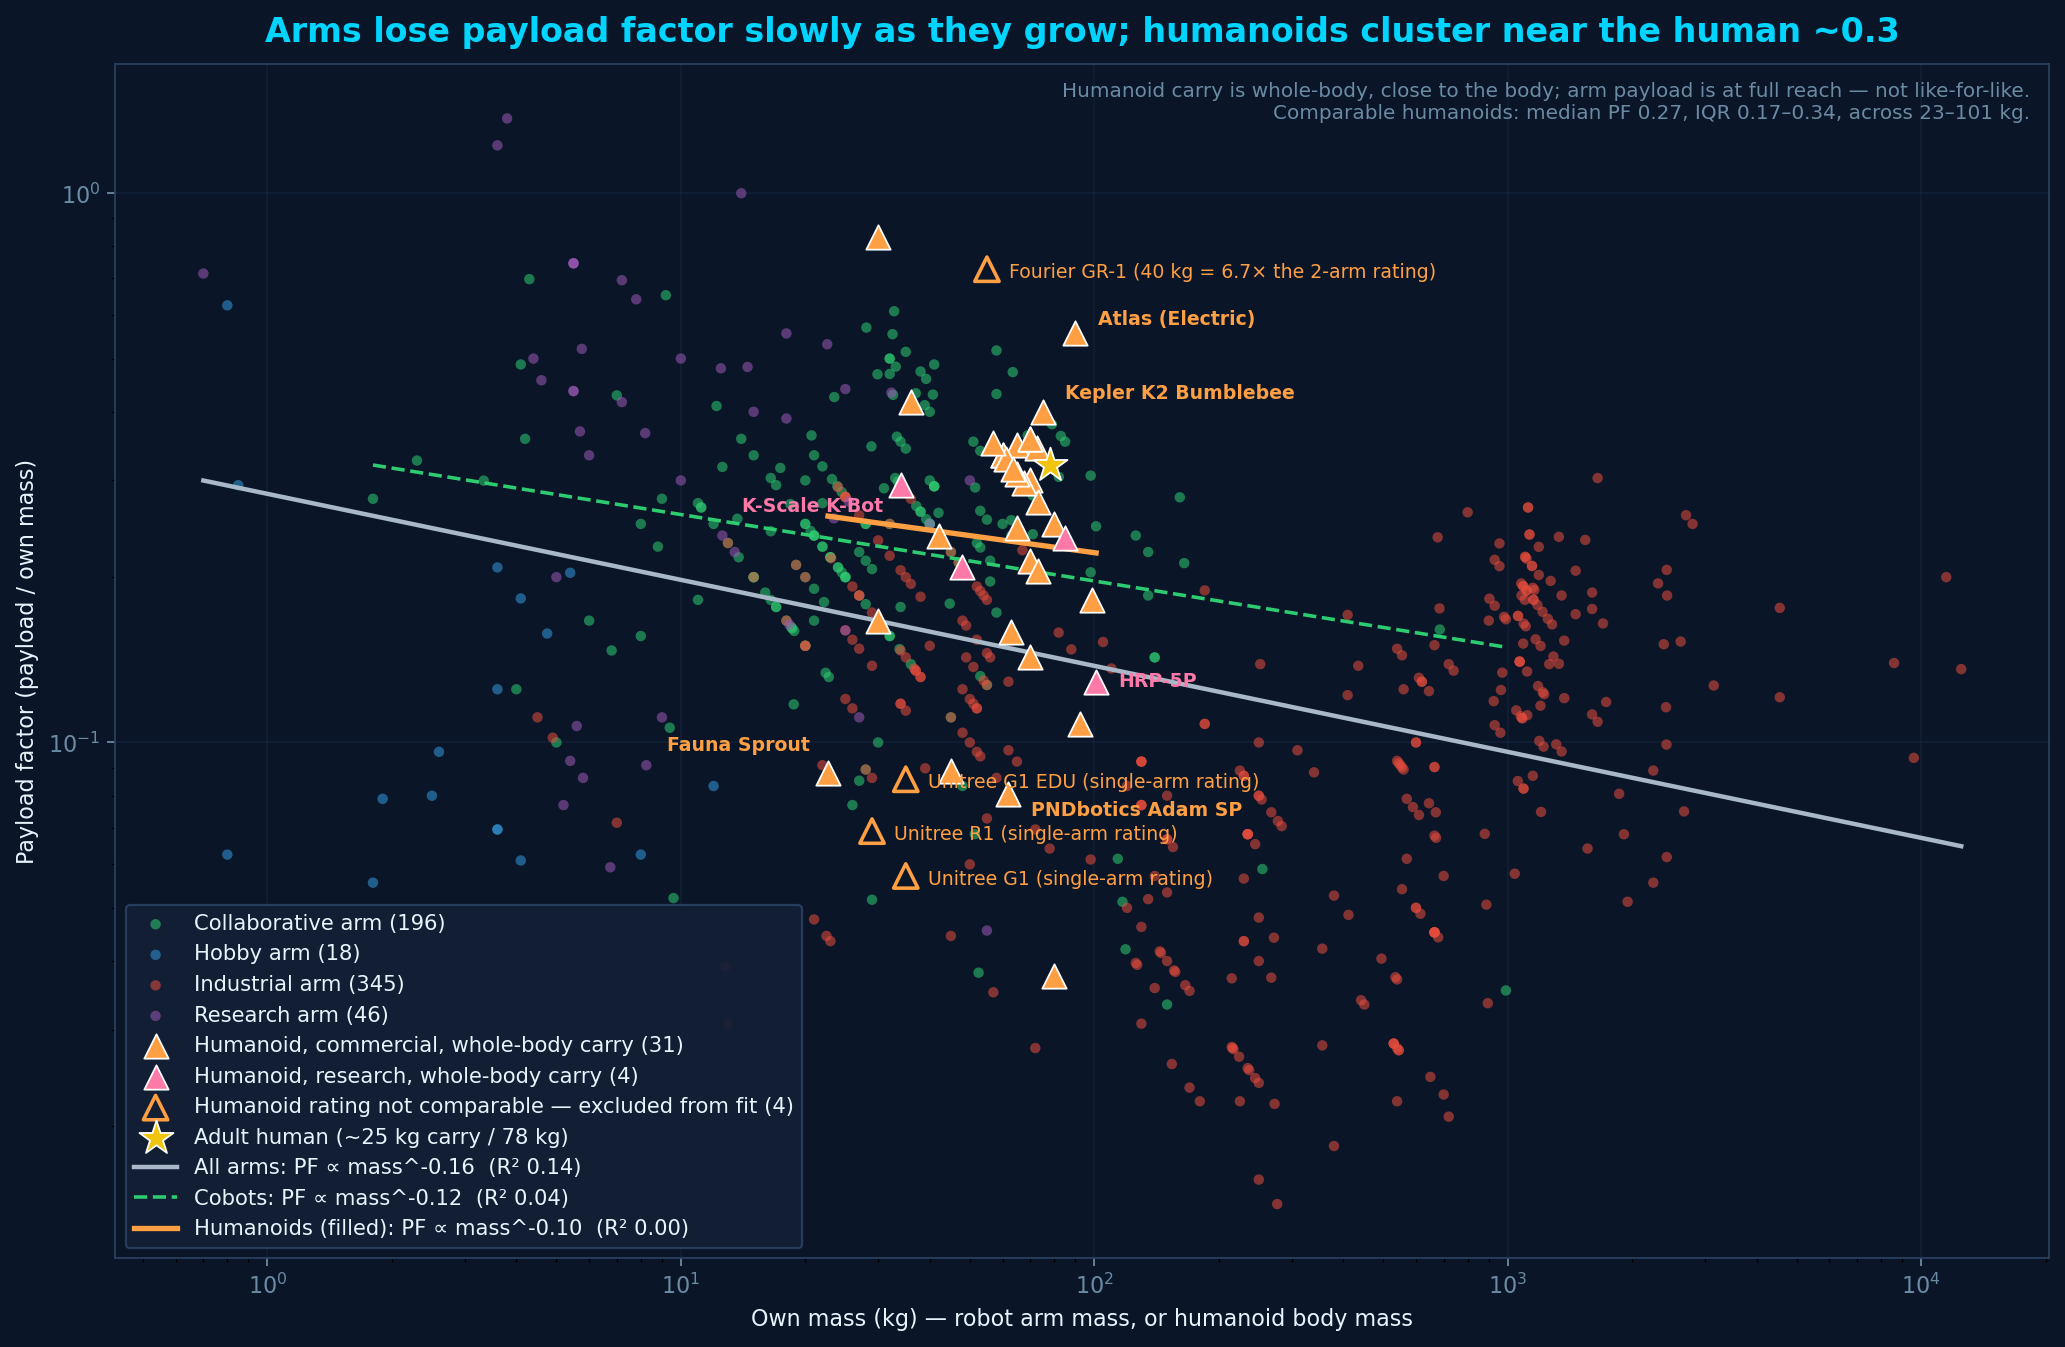 Arms lose payload factor slowly as they grow; humanoids cluster near the human ~0.3
Humanoid carry is whole-body, close to the body; arm payload is at full reach — not like-for-like.
Comparable humanoids: median PF 0.27, IQR 0.17–0.34, across 23–101 kg.
Payload factor (payload / own mass)
10⁰
10⁻¹
Fourier GR-1 (40 kg = 6.7× the 2-arm rating)
Atlas (Electric)
Kepler K2 Bumblebee
K-Scale K-Bot
HRP-5P
Fauna Sprout
Unitree G1 EDU (single-arm rating)
PNDbotics Adam SP
Unitree R1 (single-arm rating)
Unitree G1 (single-arm rating)
Collaborative arm (196)
Hobby arm (18)
Industrial arm (345)
Research arm (46)
Humanoid, commercial, whole-body carry (31)
Humanoid, research, whole-body carry (4)
Humanoid rating not comparable — excluded from fit (4)
Adult human (~25 kg carry / 78 kg)
All arms: PF ∝ mass^-0.16 (R² 0.14)
Cobots: PF ∝ mass^-0.12 (R² 0.04)
Humanoids (filled): PF ∝ mass^-0.10 (R² 0.00)
10⁰ 10¹ 10² 10³ 10⁴
Own mass (kg) — robot arm mass, or humanoid body mass